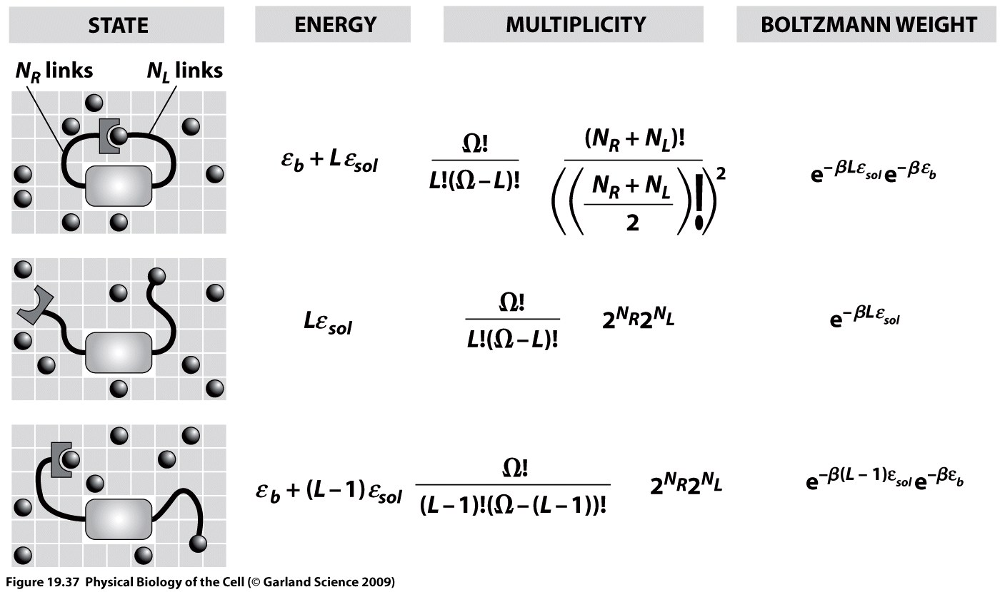 STATE ENERGY MULTIPLICITY BOLTZMANN WEIGHT
N_R links N_L links
ε_b + L ε_sol Ω! / L!(Ω – L)! (N_R + N_L)! / (((N_R + N_L) / 2)!)² e^(–βLε_sol) e^(–βε_b)
Lε_sol Ω! / L!(Ω – L)! 2^N_R 2^N_L e^(–βLε_sol)
ε_b + (L – 1) ε_sol Ω! / (L – 1)!(Ω – (L – 1))! 2^N_R 2^N_L e^(–β(L – 1)ε_sol) e^(–βε_b)
Figure 19.37 Physical Biology of the Cell (© Garland Science 2009)